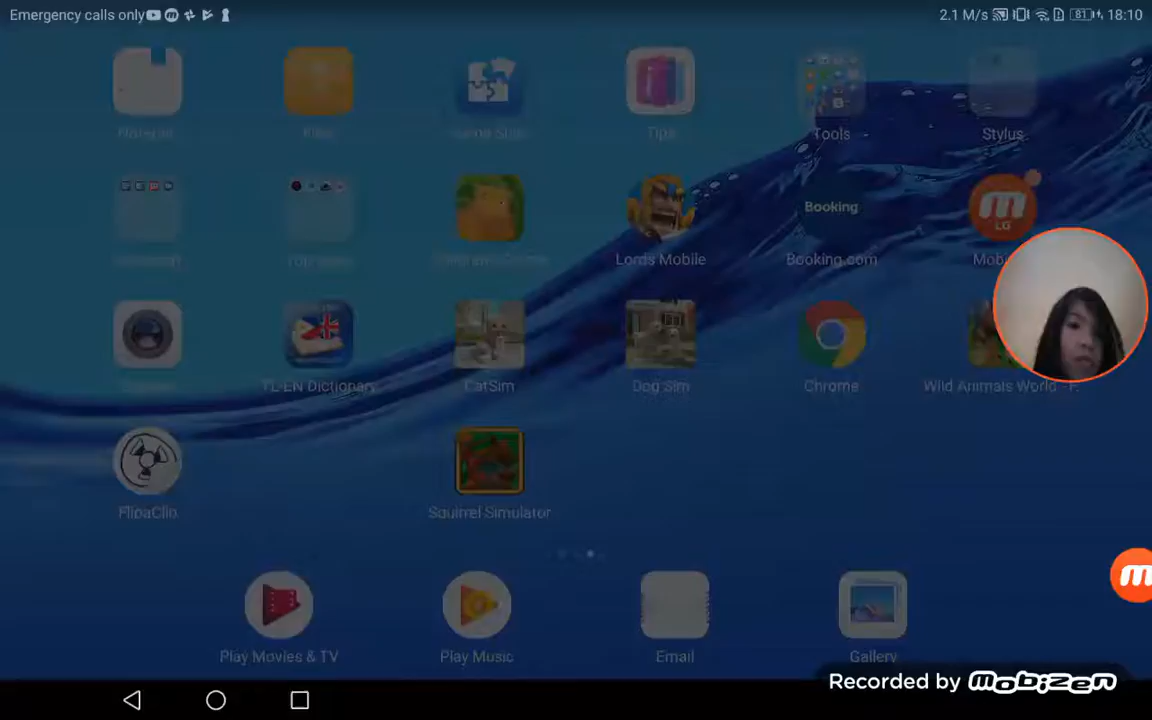 Emergency calls only
2.1 M/s 81 18:10
Tips Tools Stylus
Booking
LG
Lords Mobile Booking.com
TL-EN Dictionary CatSim Dog Sim Chrome Wild Animals World - F.
FlipaClip Squirrel Simulator
Play Movies & TV Play Music Email Gallery
Recorded by mobizen